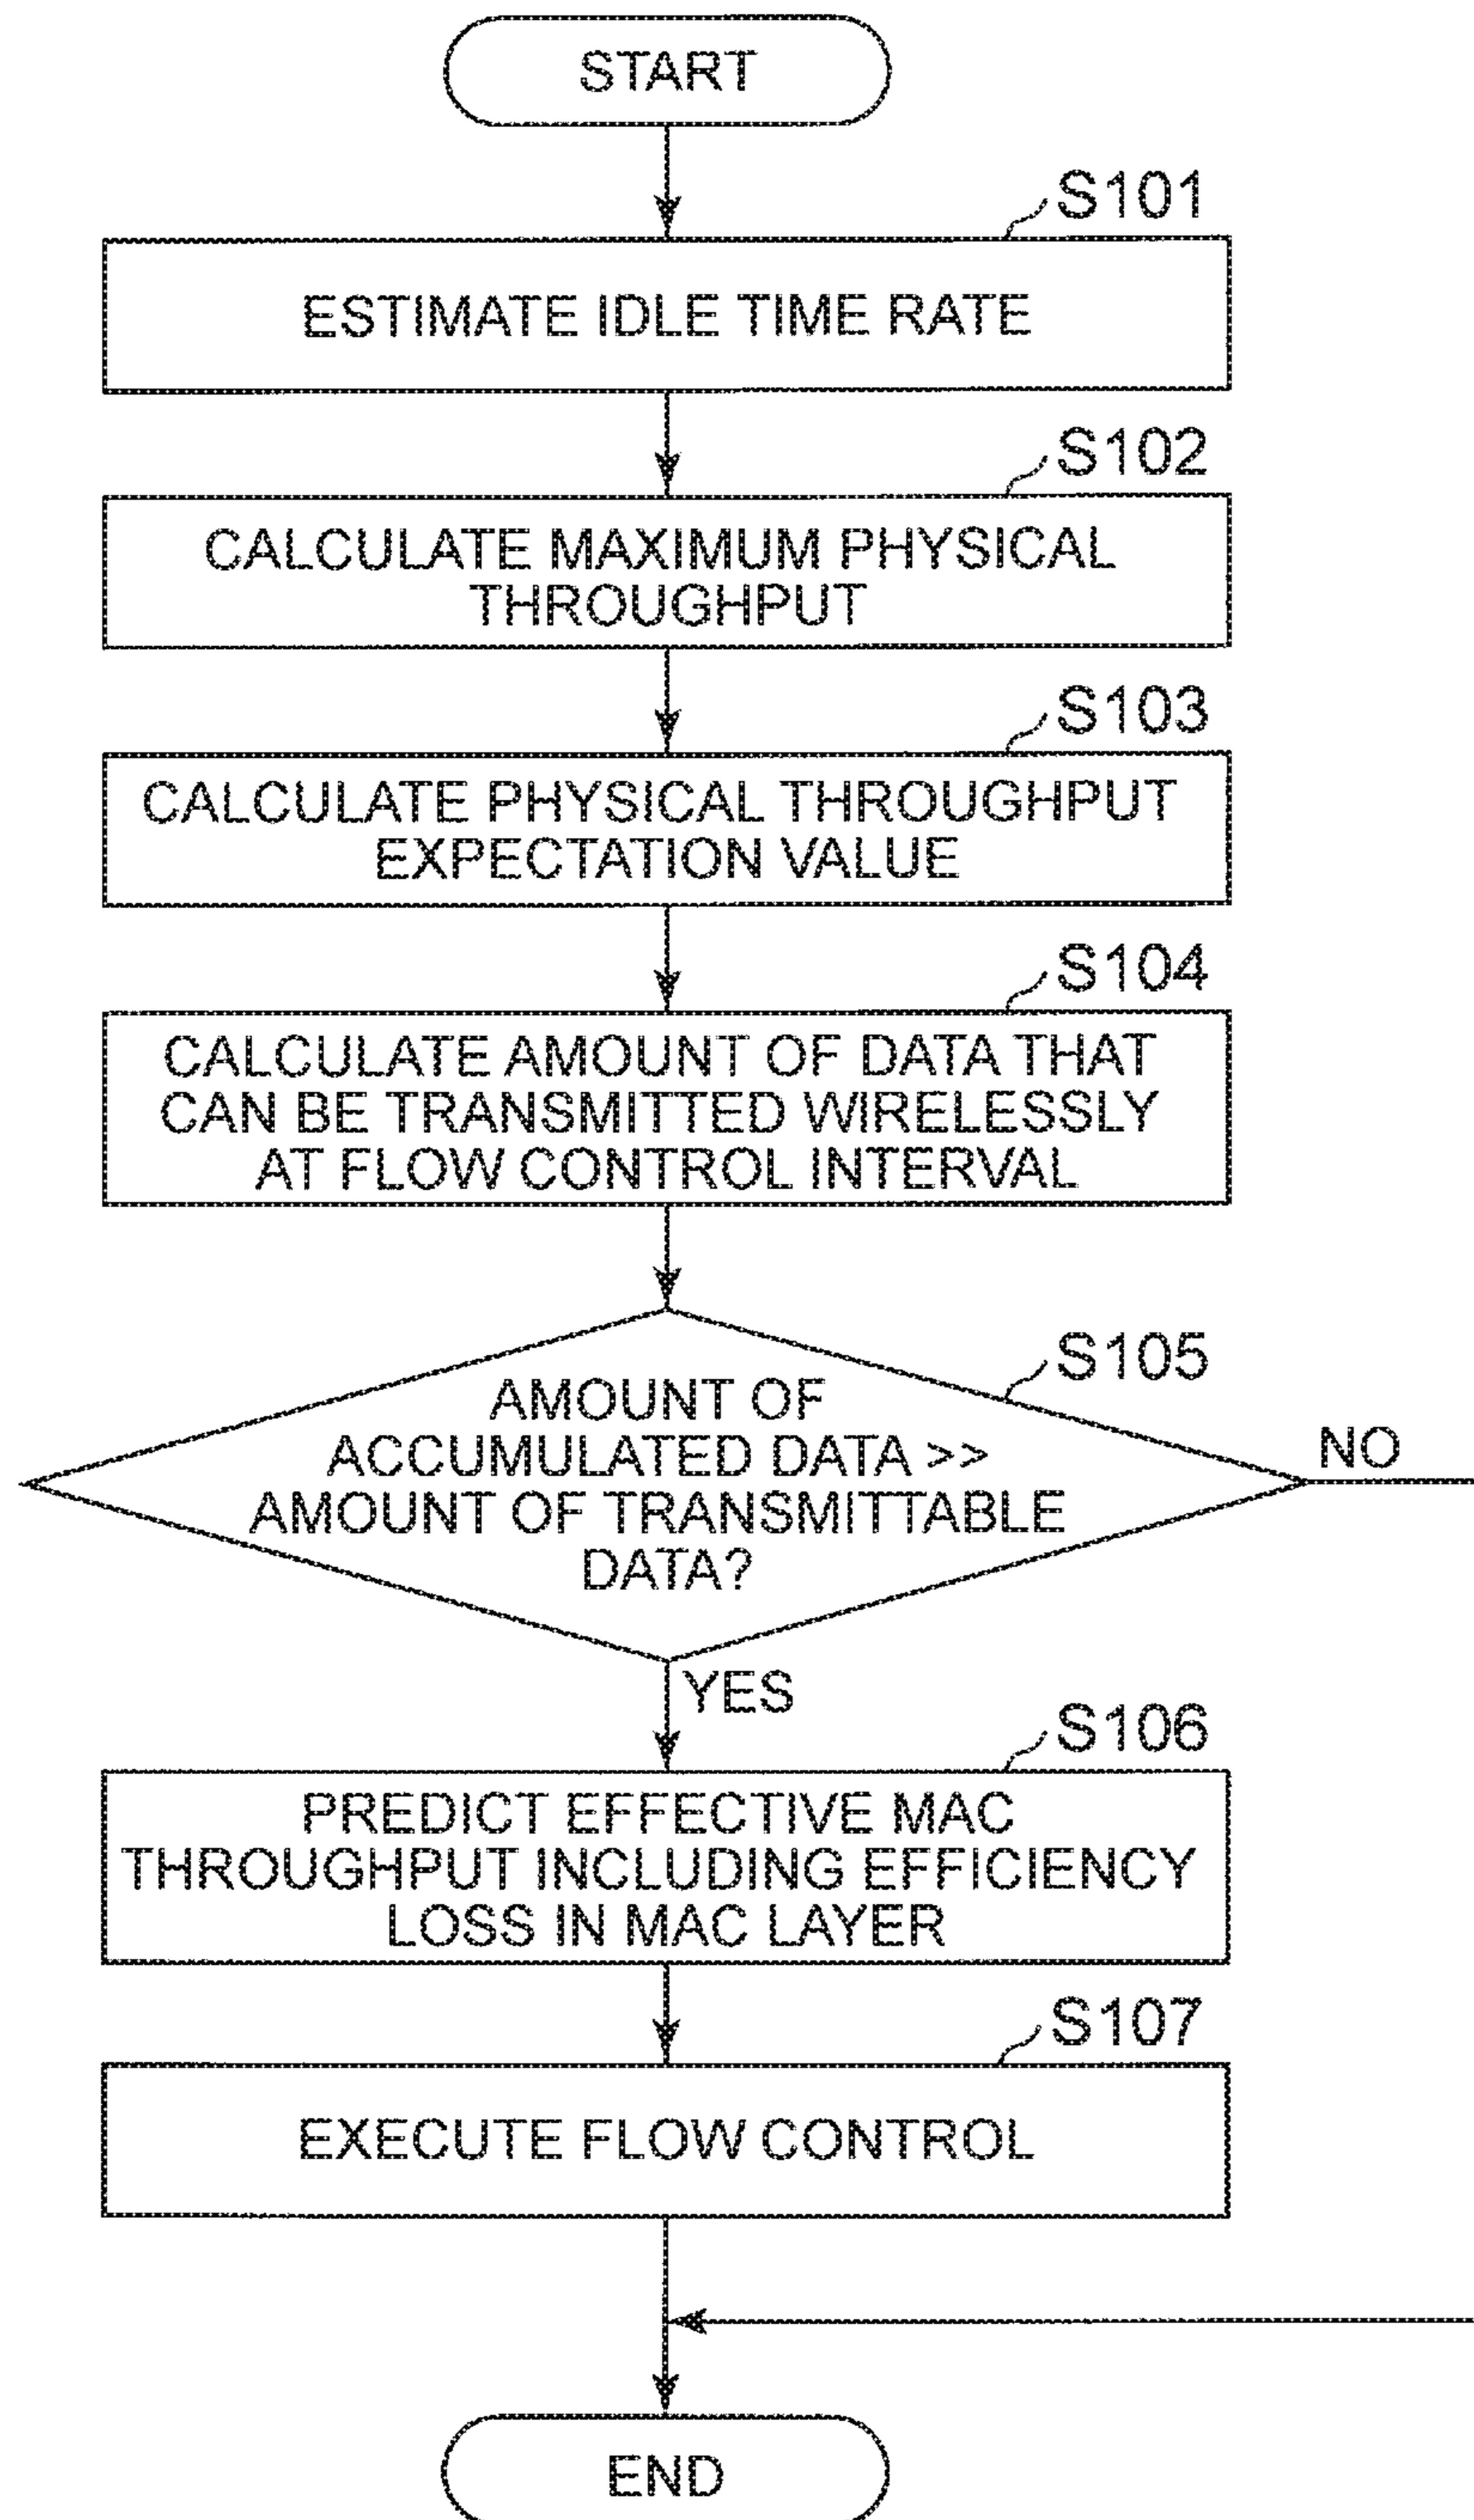 START
S101
ESTIMATE IDLE TIME RATE
S102
CALCULATE MAXIMUM PHYSICAL
THROUGHPUT
S103
CALCULATE PHYSICAL THROUGHPUT
EXPECTATION VALUE
S104
CALCULATE AMOUNT OF DATA THAT
CAN BE TRANSMITTED WIRELESSLY
AT FLOW CONTROL INTERVAL
S105
AMOUNT OF
ACCUMULATED DATA >>
AMOUNT OF TRANSMITTABLE
DATA?
NO
YES
S106
PREDICT EFFECTIVE MAC
THROUGHPUT INCLUDING EFFICIENCY
LOSS IN MAC LAYER
S107
EXECUTE FLOW CONTROL
END